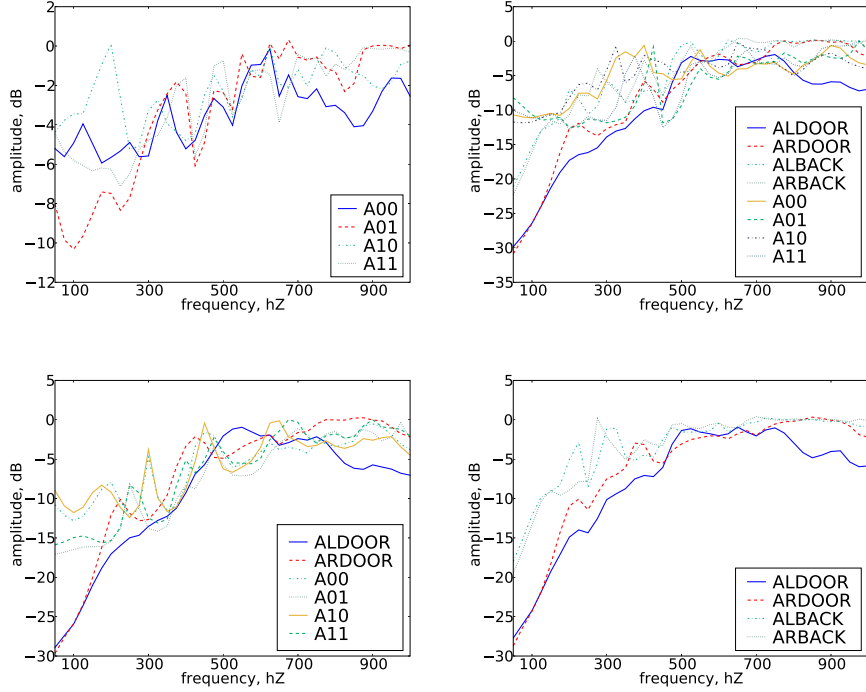 2
0
−2
−4
−6
−8
−10
−12
100 300 500 700 900
amplitude, dB
frequency, hZ
A00
A01
A10
A11
5
0
−5
−10
−15
−20
−25
−30
−35
100 300 500 700 900
amplitude, dB
frequency, hZ
ALDOOR
ARDOOR
ALBACK
ARBACK
A00
A01
A10
A11
5
0
−5
−10
−15
−20
−25
−30
100 300 500 700 900
amplitude, dB
frequency, hZ
ALDOOR
ARDOOR
A00
A01
A10
A11
5
0
−5
−10
−15
−20
−25
−30
100 300 500 700 900
amplitude, dB
frequency, hZ
ALDOOR
ARDOOR
ALBACK
ARBACK